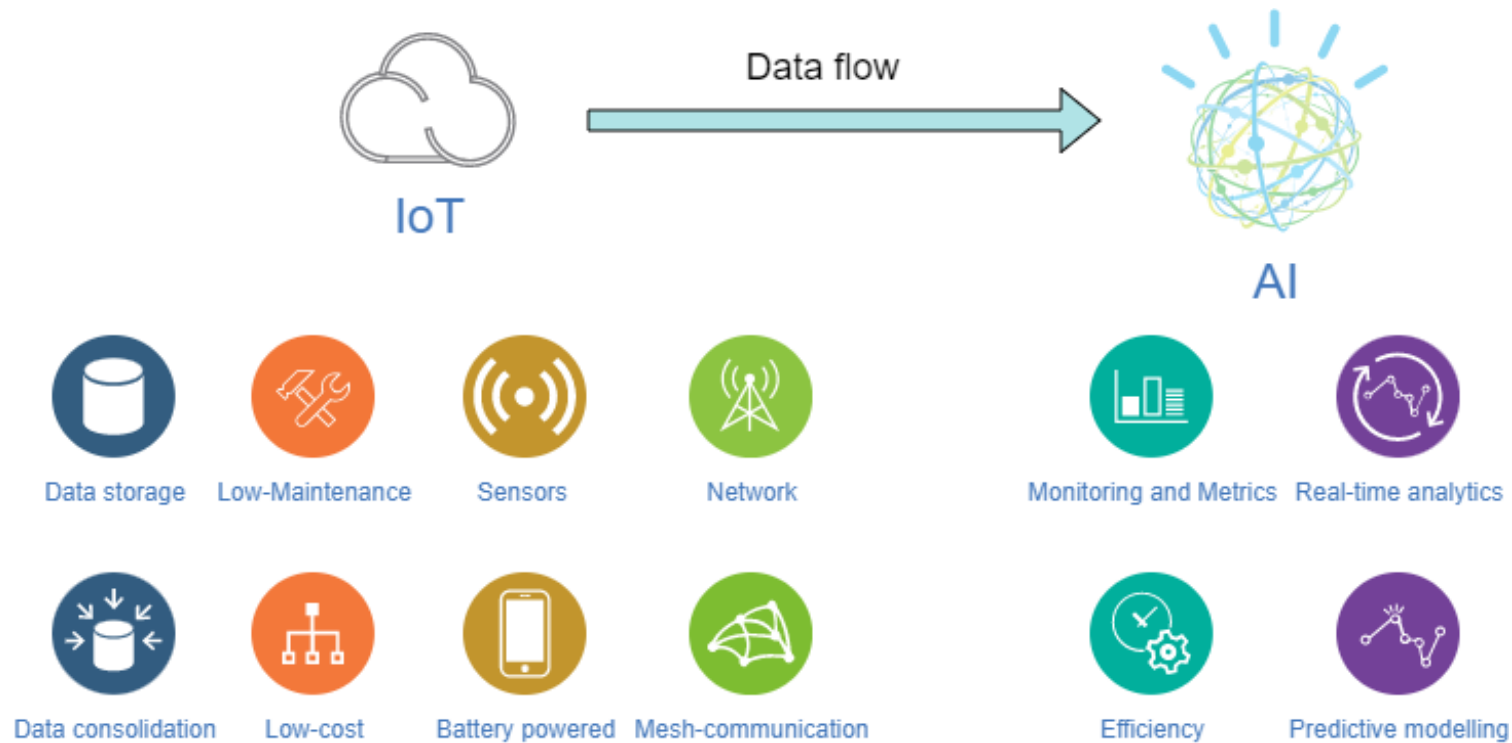 Data flow
IoT
AI
Data storage
Low-Maintenance
Sensors
Network
Monitoring and Metrics
Real-time analytics
Data consolidation
Low-cost
Battery powered
Mesh-communication
Efficiency
Predictive modelling